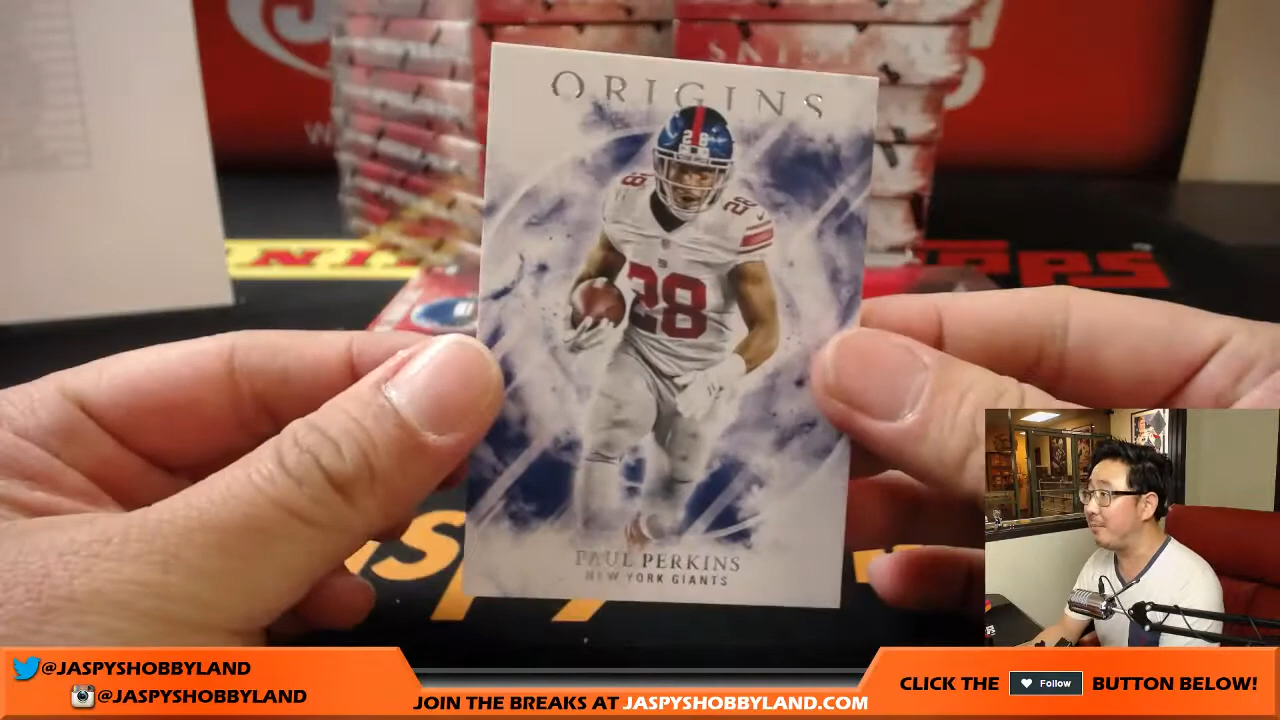 ORIGINS
28
28
28
28
PAUL PERKINS
NEW YORK GIANTS
@JASPYSHOBBYLAND
@JASPYSHOBBYLAND
JOIN THE BREAKS AT JASPYSHOBBYLAND.COM
CLICK THE Follow BUTTON BELOW!